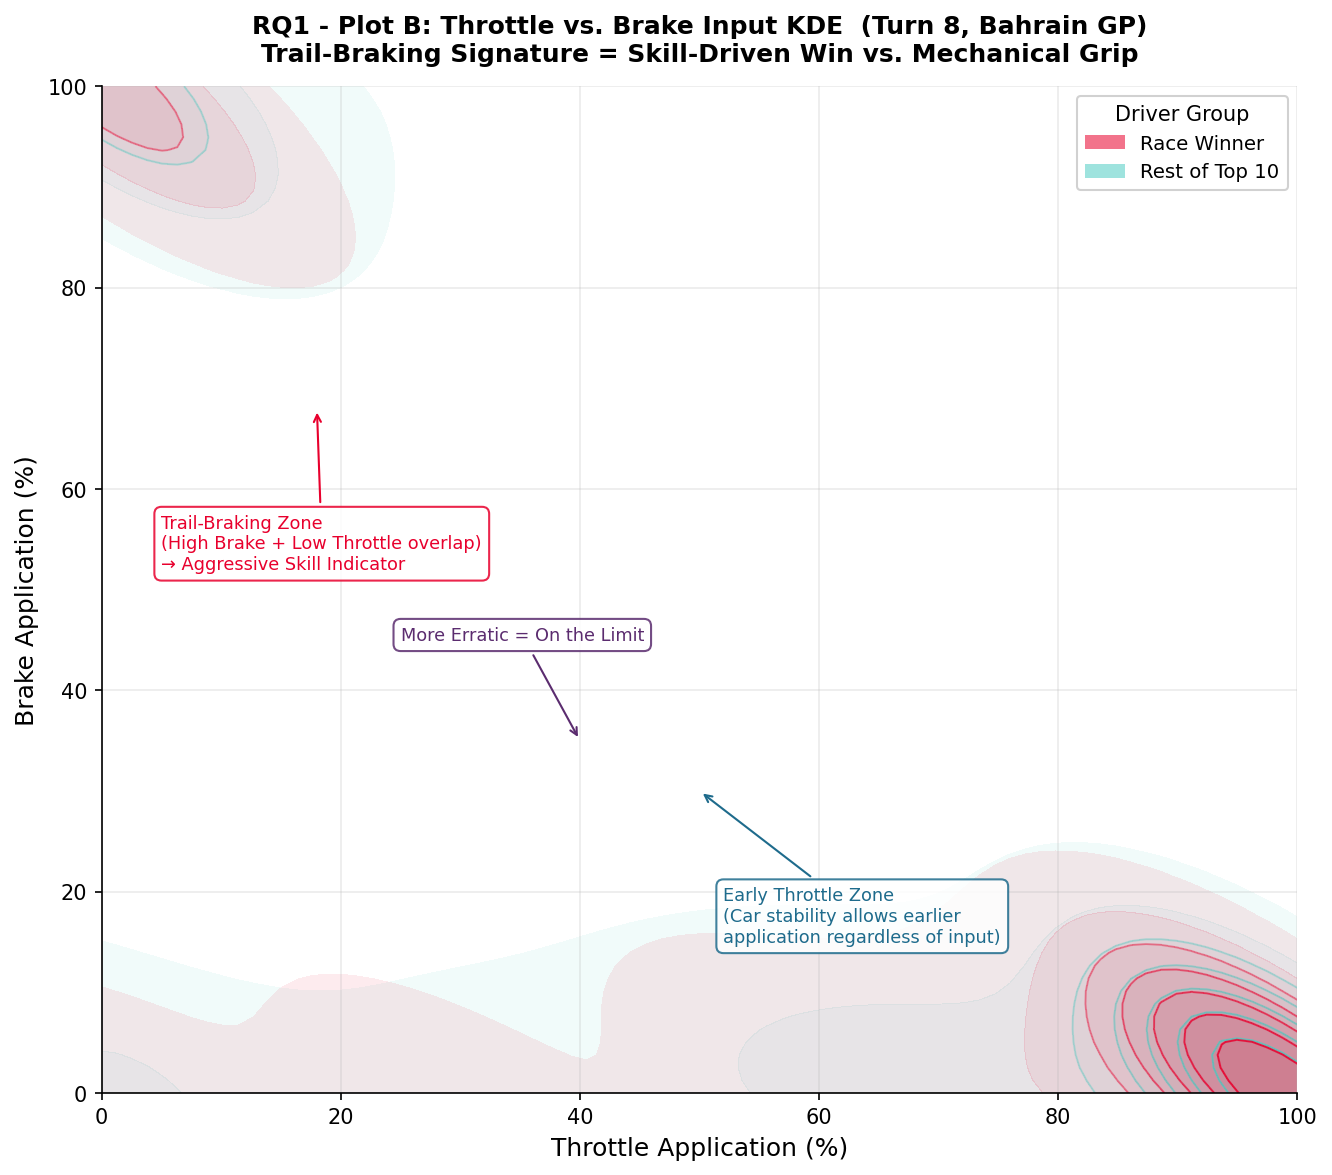 RQ1 - Plot B: Throttle vs. Brake Input KDE  (Turn 8, Bahrain GP)
Trail-Braking Signature = Skill-Driven Win vs. Mechanical Grip
Driver Group
Race Winner
Rest of Top 10
Trail-Braking Zone
(High Brake + Low Throttle overlap)
→ Aggressive Skill Indicator
More Erratic = On the Limit
Early Throttle Zone
(Car stability allows earlier
application regardless of input)
Brake Application (%)
100
80
60
40
20
0
0 20 40 60 80 100
Throttle Application (%)